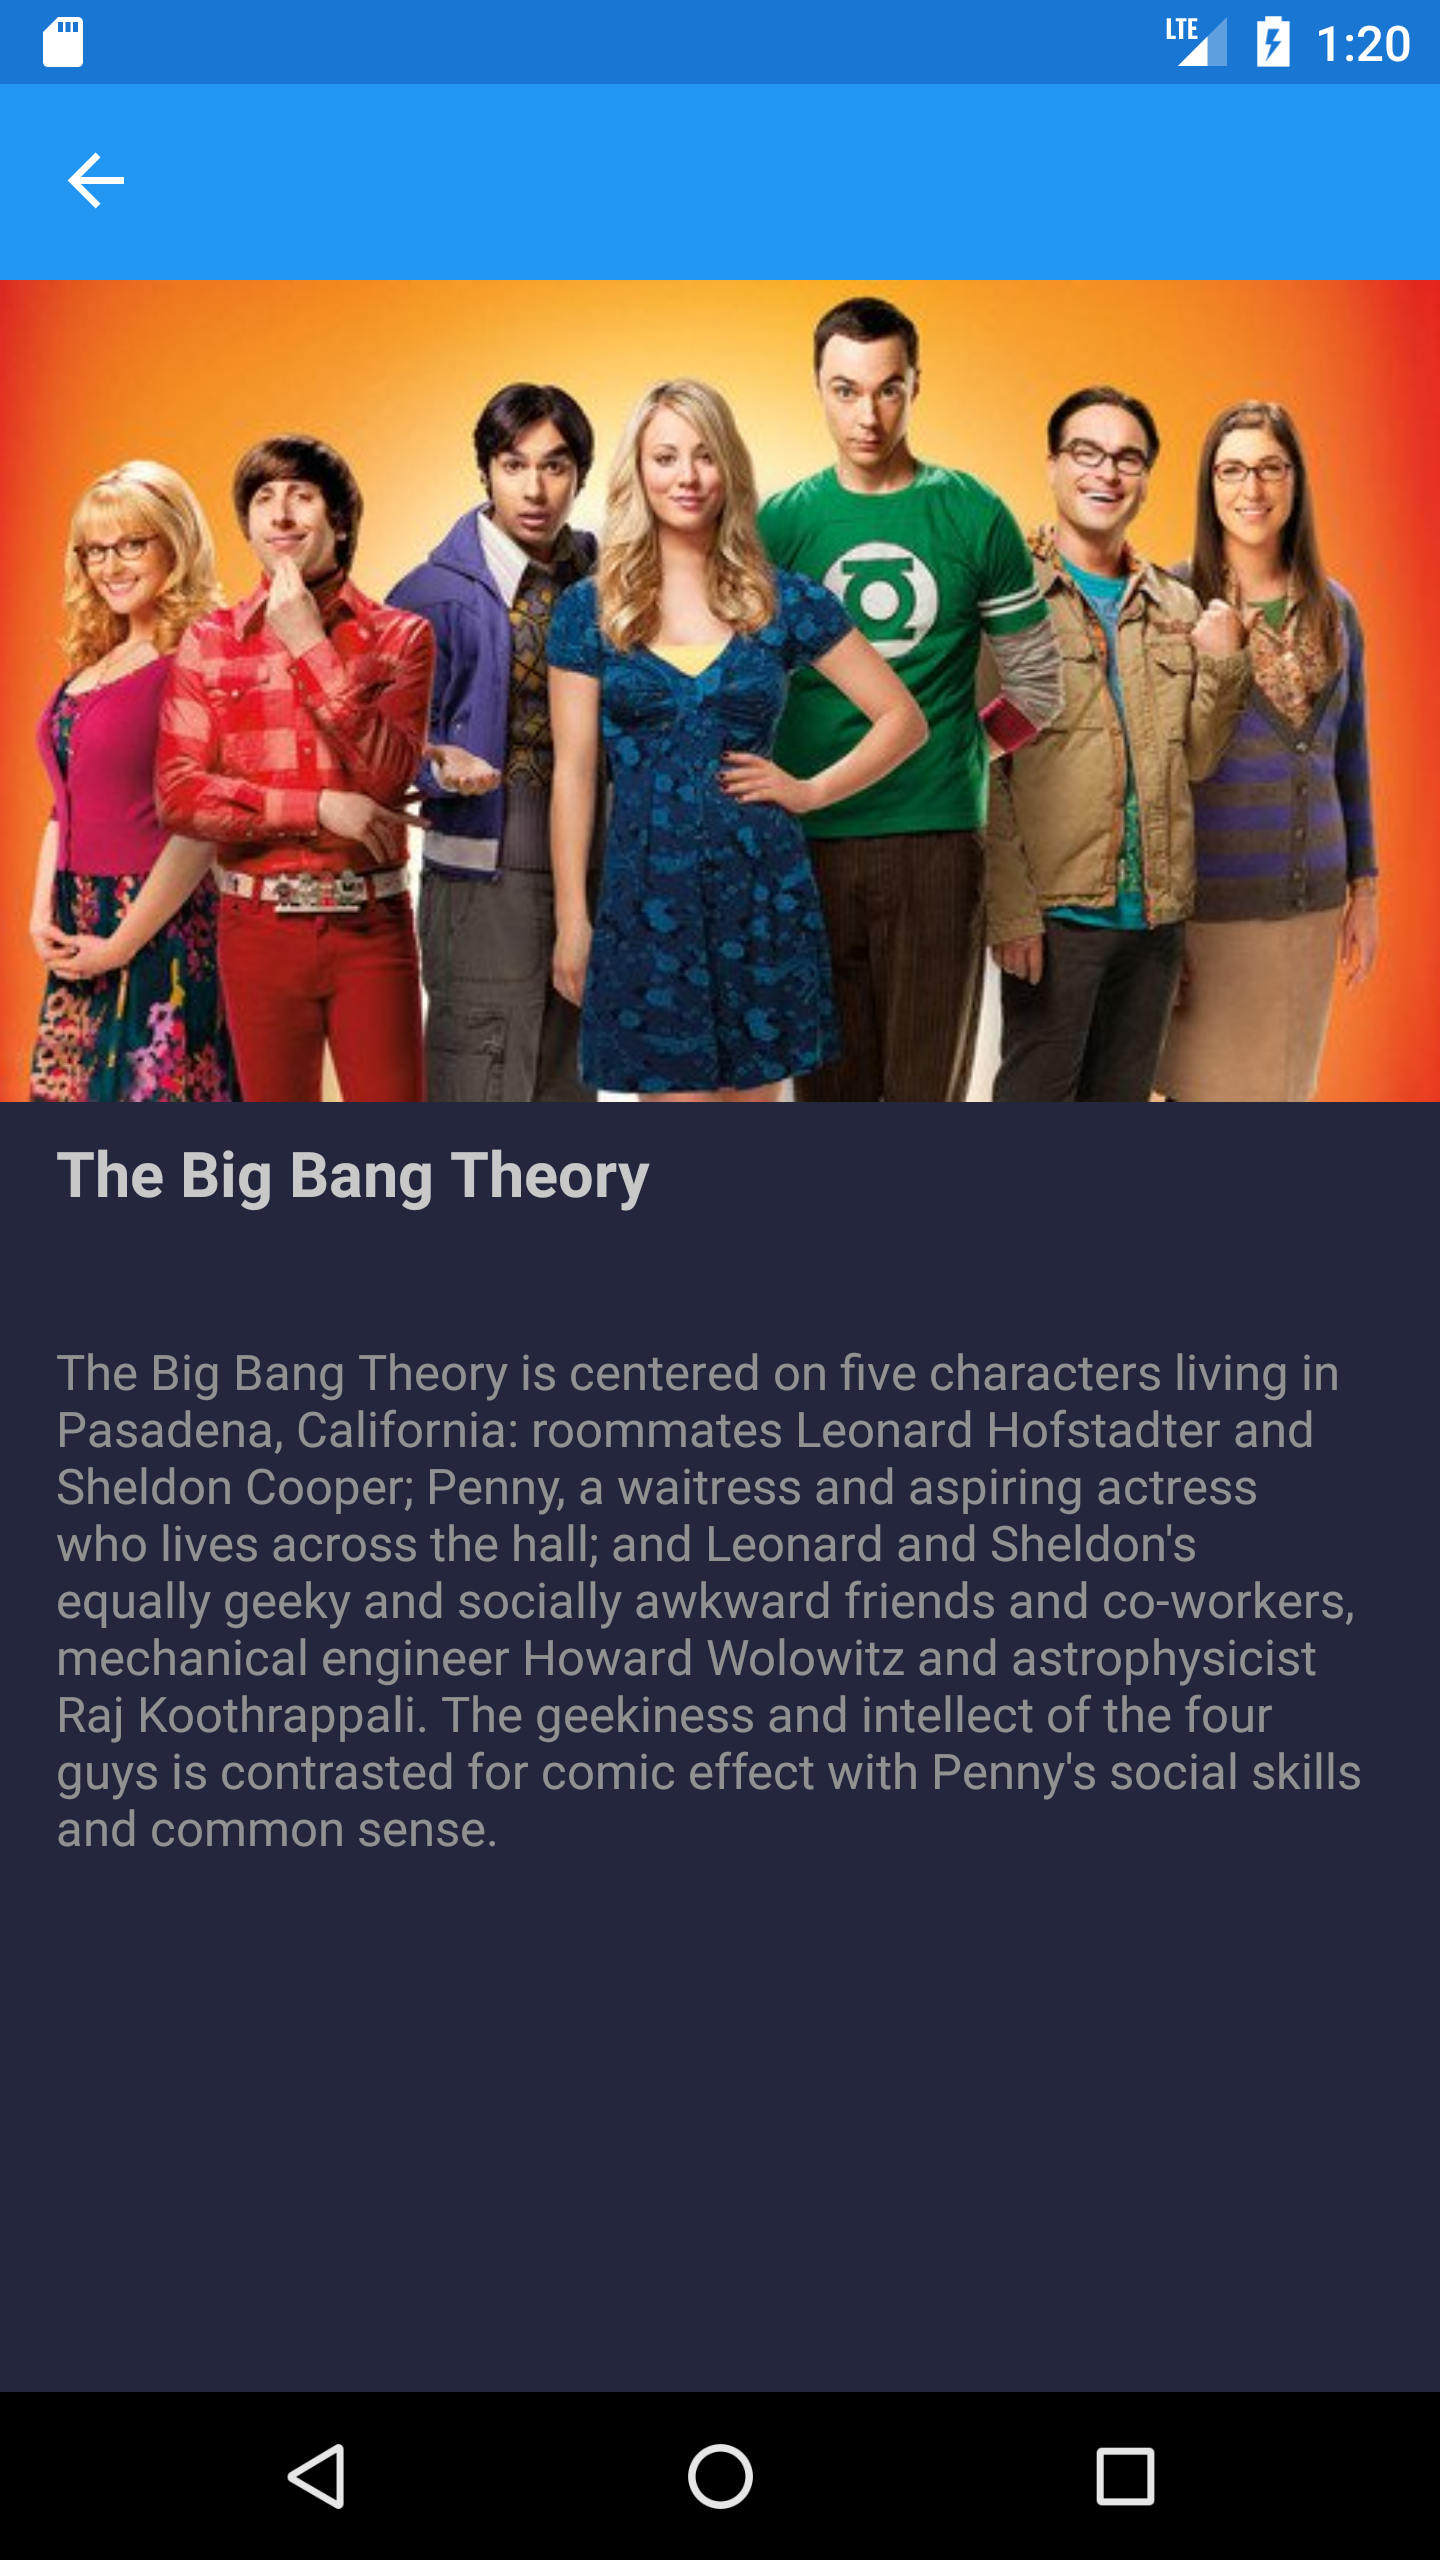 LTE 1:20
The Big Bang Theory
The Big Bang Theory is centered on five characters living in
Pasadena, California: roommates Leonard Hofstadter and
Sheldon Cooper; Penny, a waitress and aspiring actress
who lives across the hall; and Leonard and Sheldon's
equally geeky and socially awkward friends and co-workers,
mechanical engineer Howard Wolowitz and astrophysicist
Raj Koothrappali. The geekiness and intellect of the four
guys is contrasted for comic effect with Penny's social skills
and common sense.